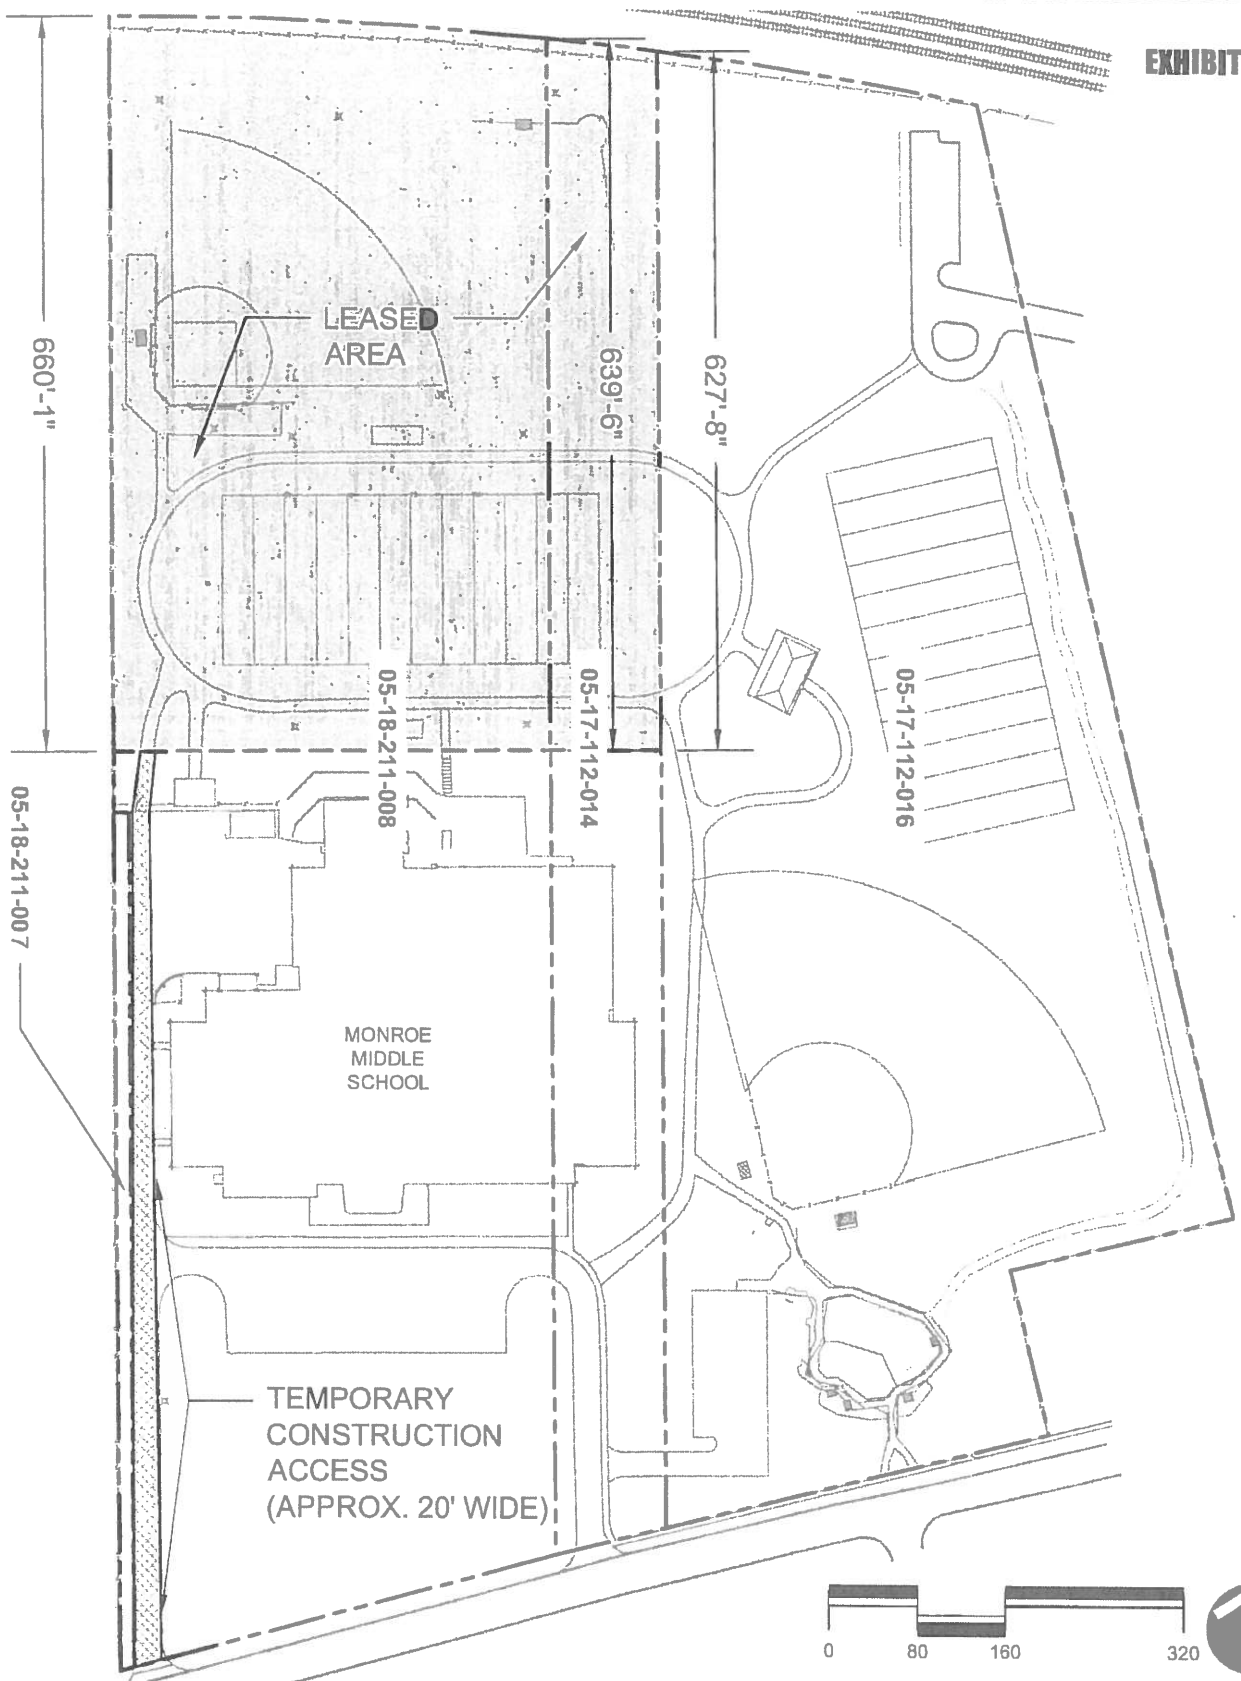 EXHIBIT
LEASED
AREA
660'-1"
639'-6"
627'-8"
05-18-211-008
05-17-112-014
05-17-112-016
05-18-211-007
MONROE
MIDDLE
SCHOOL
TEMPORARY
CONSTRUCTION
ACCESS
(APPROX. 20' WIDE)
0 80 160 320